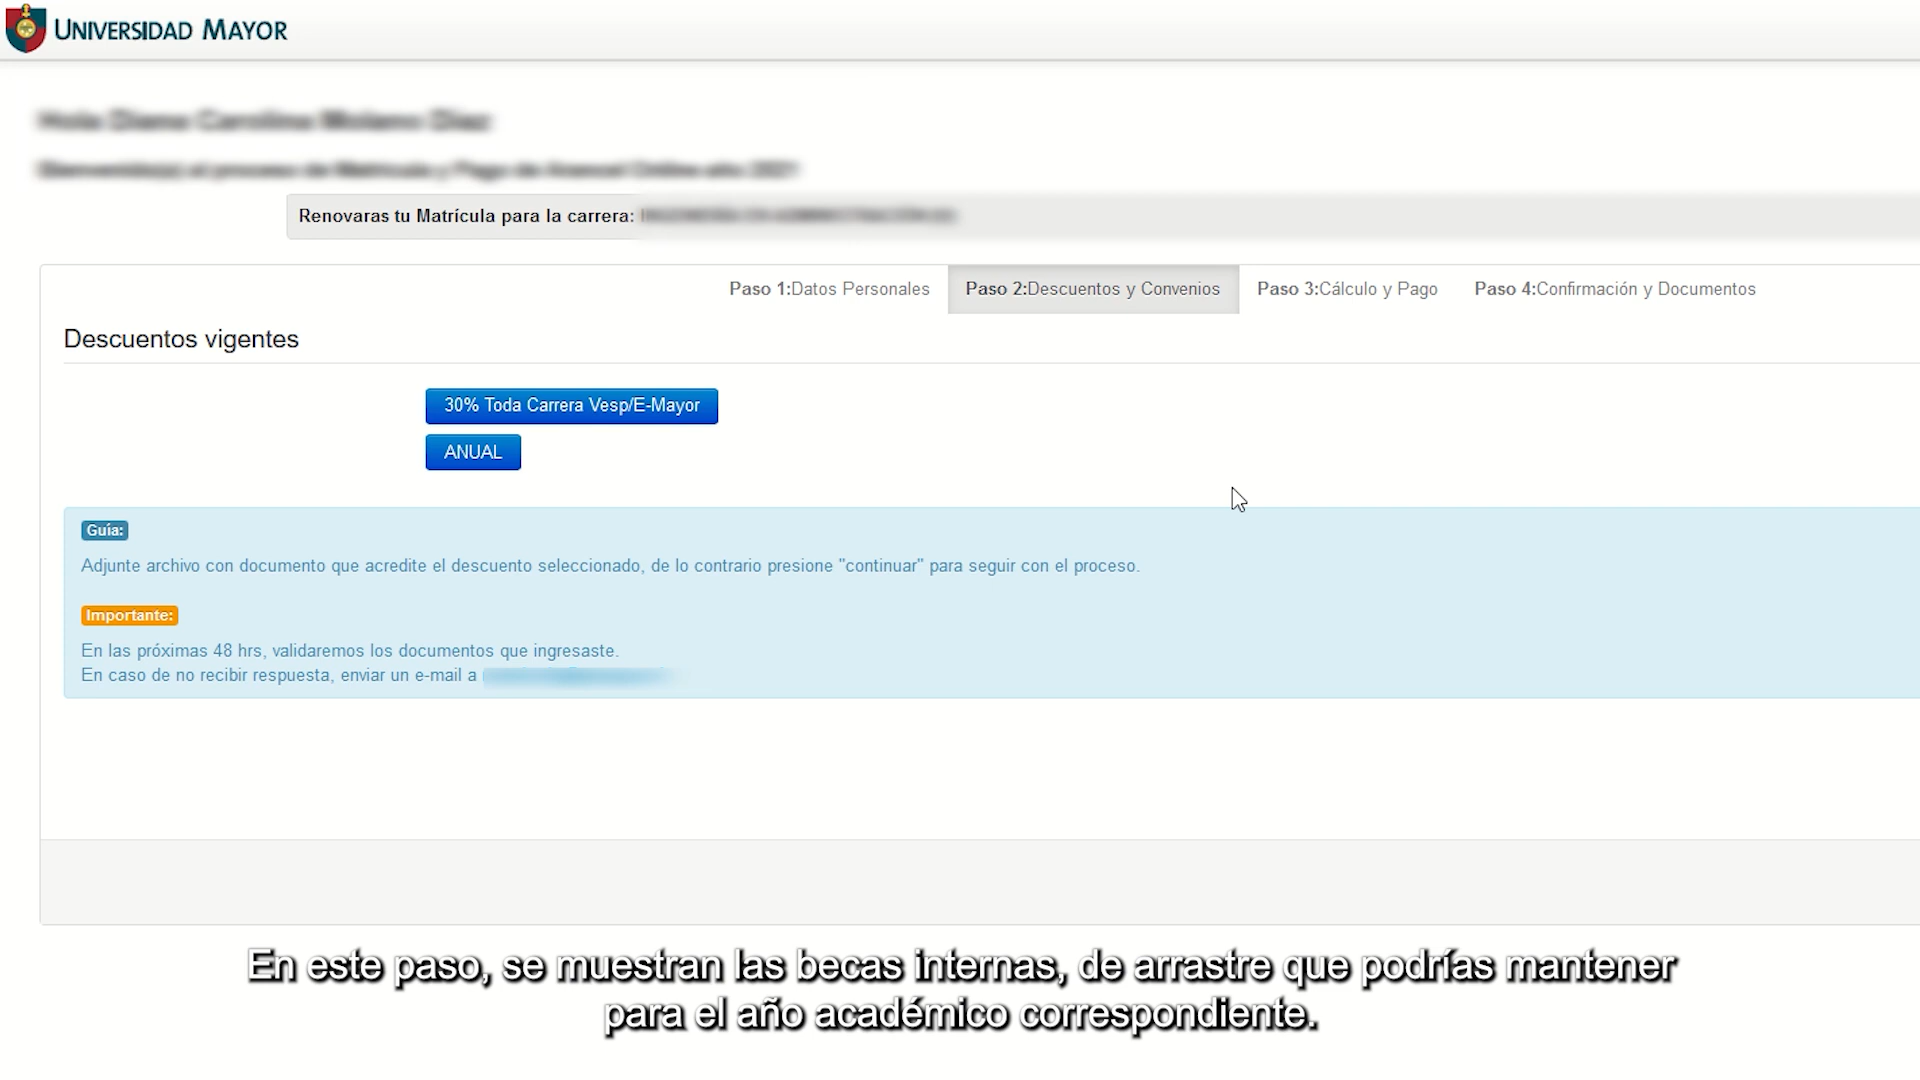 UNIVERSIDAD MAYOR
Renovaras tu Matrícula para la carrera:
Paso 1:Datos Personales
Paso 2:Descuentos y Convenios
Paso 3:Cálculo y Pago
Paso 4:Confirmación y Documentos
Descuentos vigentes
30% Toda Carrera Vesp/E-Mayor
ANUAL
Guía:
Adjunte archivo con documento que acredite el descuento seleccionado, de lo contrario presione "continuar" para seguir con el proceso.
Importante:
En las próximas 48 hrs, validaremos los documentos que ingresaste.
En caso de no recibir respuesta, enviar un e-mail a
En este paso, se muestran las becas internas, de arrastre que podrías mantener
para el año académico correspondiente.